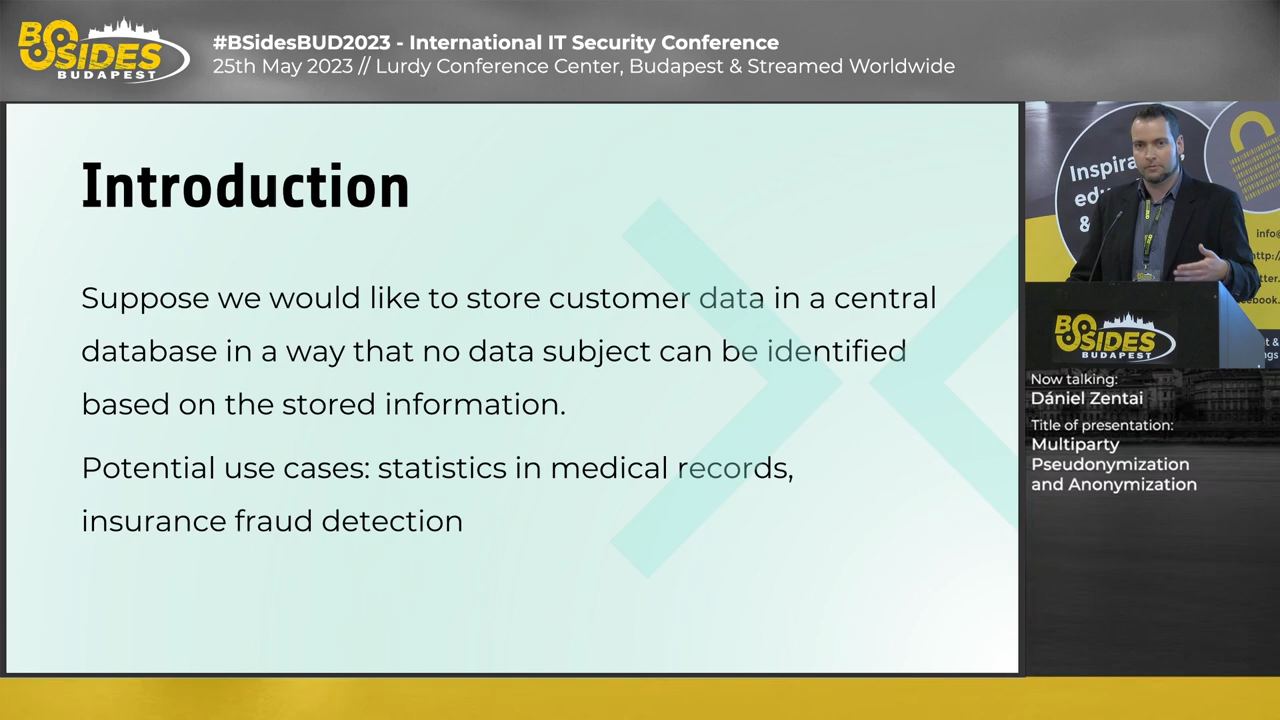 BSIDES
BUDAPEST
#BSidesBUD2023 - International IT Security Conference
25th May 2023 // Lurdy Conference Center, Budapest & Streamed Worldwide
Introduction
Suppose we would like to store customer data in a central
database in a way that no data subject can be identified
based on the stored information.
Potential use cases: statistics in medical records,
insurance fraud detection
&
info@
http://
BSIDES
BUDAPEST
Now talking:
Dániel Zentai
Title of presentation:
Multiparty
Pseudonymization
and Anonymization